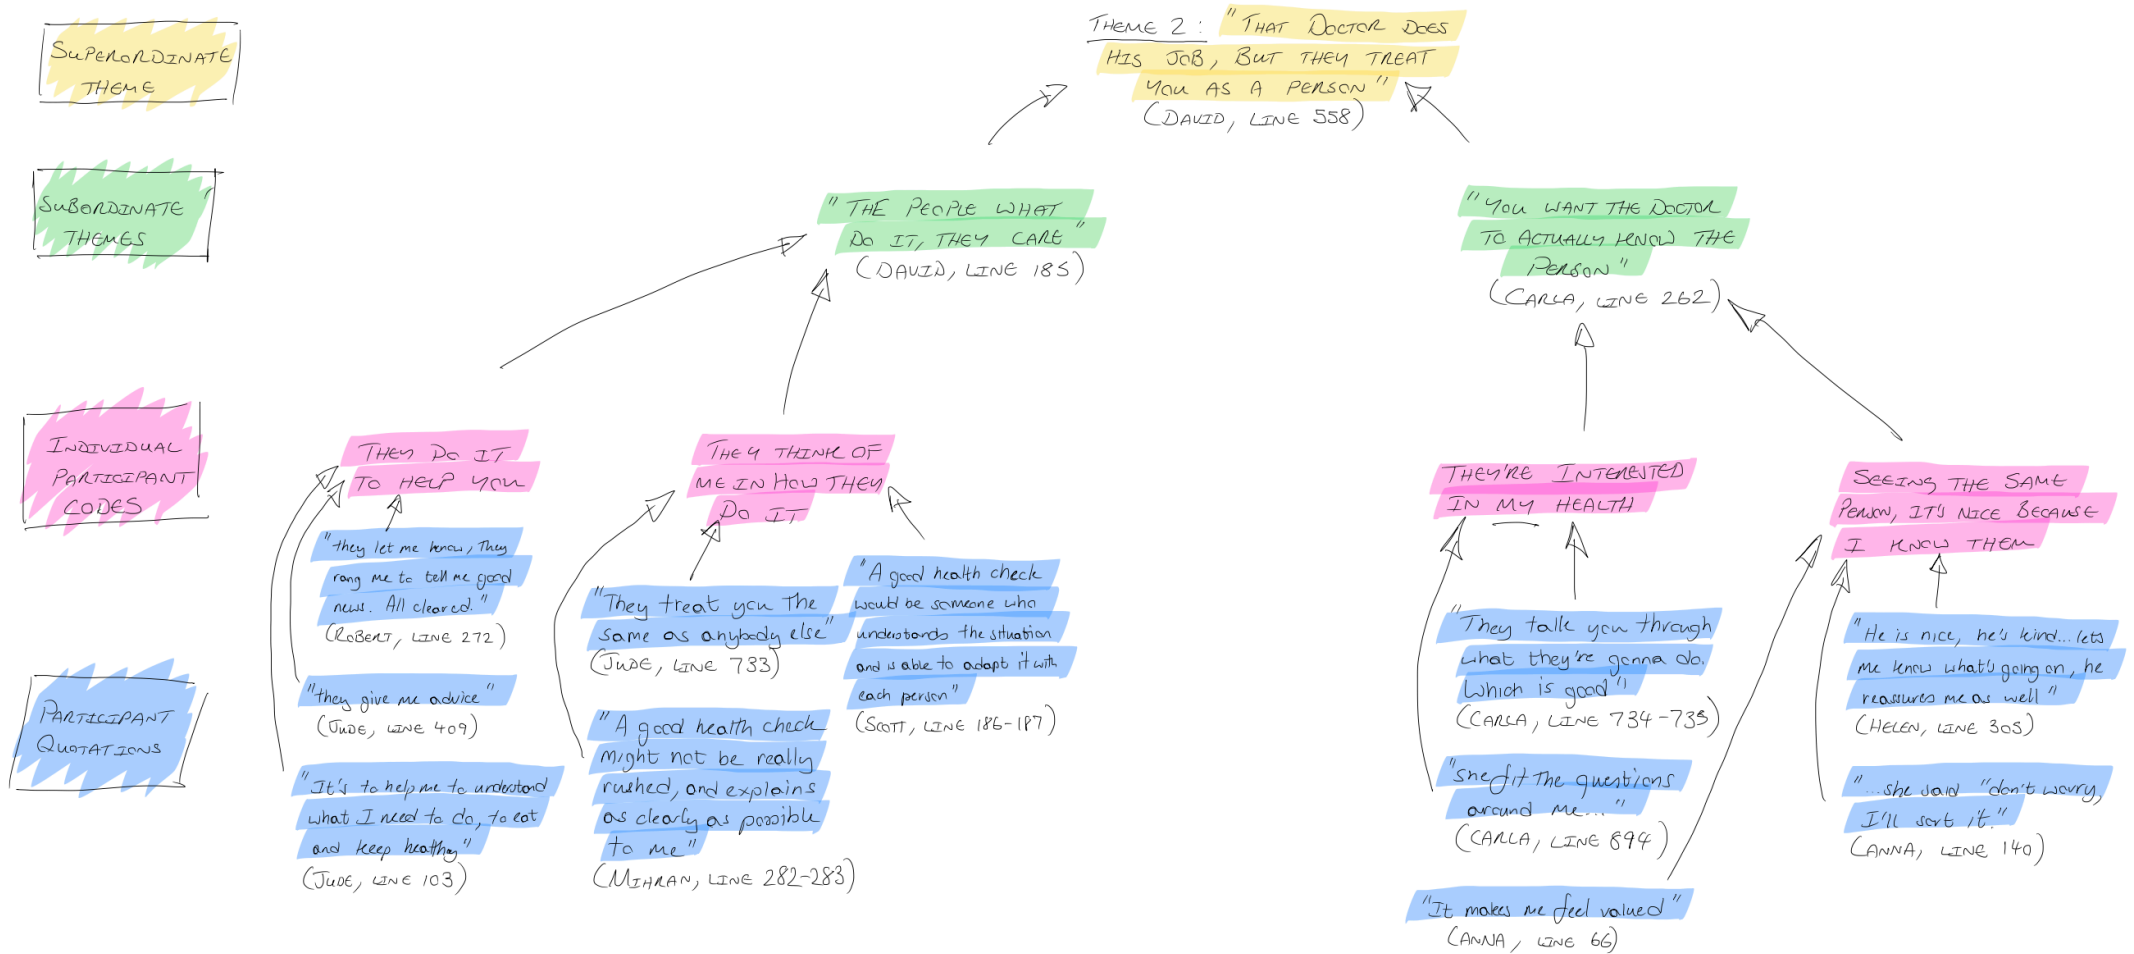 SUPERORDINATE
THEME
THEME 2: "THAT DOCTOR DOES
HIS JOB, BUT THEY TREAT
YOU AS A PERSON"
(DAVID, LINE 558)
SUBORDINATE
THEMES
"THE PEOPLE WHAT
DO IT, THEY CARE"
(DAVID, LINE 185)
"YOU WANT THE DOCTOR
TO ACTUALLY KNOW THE
PERSON"
(CARLA, LINE 262)
INDIVIDUAL
PARTICIPANT
CODES
THEY DO IT
TO HELP YOU
THEY THINK OF
ME IN HOW THEY
DO IT
THEY'RE INTERESTED
IN MY HEALTH
SEEING THE SAME
PERSON, IT'S NICE BECAUSE
I KNOW THEM
PARTICIPANT
QUOTATIONS
"they let me know, They
rang me to tell me good
news. All cleared."
(ROBERT, LINE 272)
"they give me advice"
(JUDE, LINE 409)
"It's to help me to understand
what I need to do, to eat
and keep healthy"
(JUDE, LINE 103)
"They treat you the
same as anybody else"
(JUDE, LINE 733)
"A good health check
might not be really
rushed, and explains
as clearly as possible
to me"
(MIHRAN, LINE 282-283)
"A good health check
would be someone who
understands the situation
and is able to adapt it with
each person"
(SCOTT, LINE 186-187)
"They talk you through
what they're gonna do.
Which is good"
(CARLA, LINE 734-735)
"she fit the questions
around me..."
(CARLA, LINE 894)
"It makes me feel valued"
(ANNA, LINE 66)
"He is nice, he's kind... lets
me know what's going on, he
reassures me as well"
(HELEN, LINE 305)
"...she said "don't worry,
I'll sort it."
(ANNA, LINE 140)